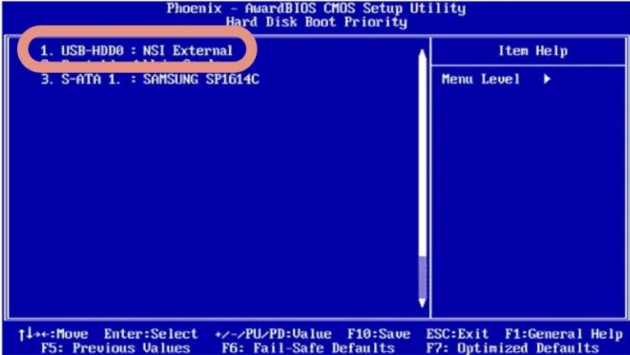 Phoenix - AwardBIOS CMOS Setup Utility
Hard Disk Boot Priority
1. USB-HDD0 : NSI External
3. S-ATA 1. : SAMSUNG SP1614C
Item Help
Menu Level ▶
↑↓→←:Move Enter:Select +/-/PU/PD:Value F10:Save ESC:Exit F1:General Help
F5: Previous Values F6: Fail-Safe Defaults F7: Optimized Defaults